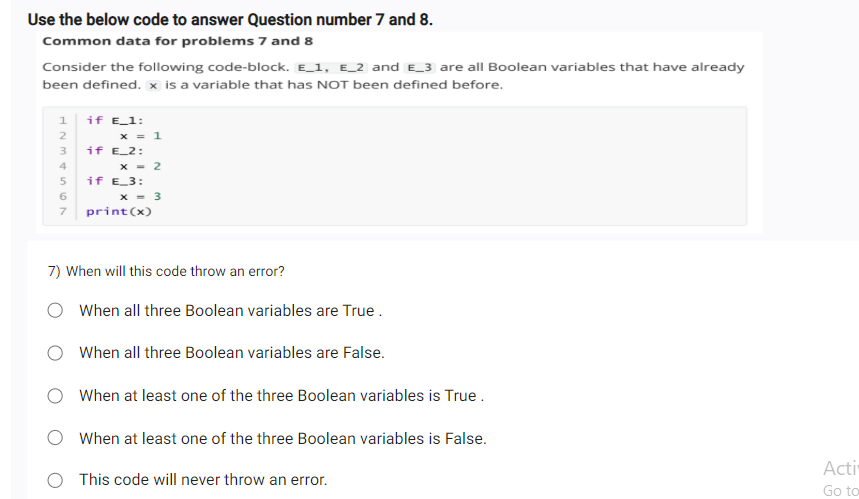 Use the below code to answer Question number 7 and 8.
Common data for problems 7 and 8
Consider the following code-block. E_1, E_2 and E_3 are all Boolean variables that have already
been defined. x is a variable that has NOT been defined before.
1 if E_1:
2 x = 1
3 if E_2:
4 x = 2
5 if E_3:
6 x = 3
7 print(x)
7) When will this code throw an error?
When all three Boolean variables are True .
When all three Boolean variables are False.
When at least one of the three Boolean variables is True .
When at least one of the three Boolean variables is False.
This code will never throw an error.
Go to